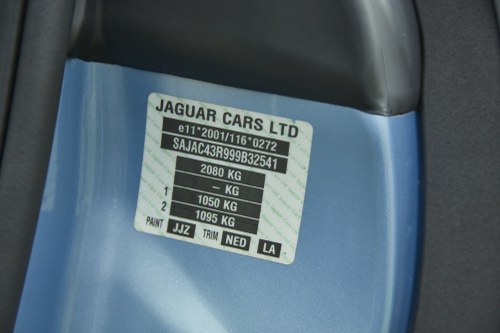 JAGUAR CARS LTD
e11*2001/116*0272
SAJAC43R999B32541
2080 KG
– KG
1 1050 KG
2 1095 KG
PAINT JJZ TRIM NED LA